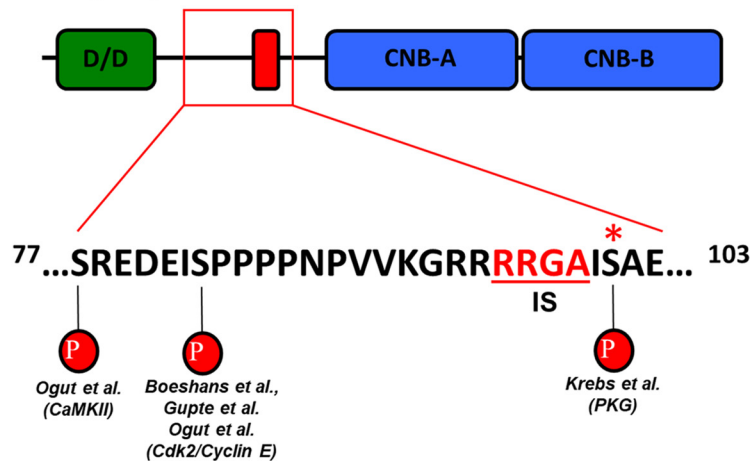 D/D CNB-A CNB-B
*
77 ...SREDEISPPPPNPVVKGRRRRGAISAE... 103
IS
P P P
Ogut et al.
(CaMKII)
Boeshans et al.,
Gupte et al.
Ogut et al.
(Cdk2/Cyclin E)
Krebs et al.
(PKG)